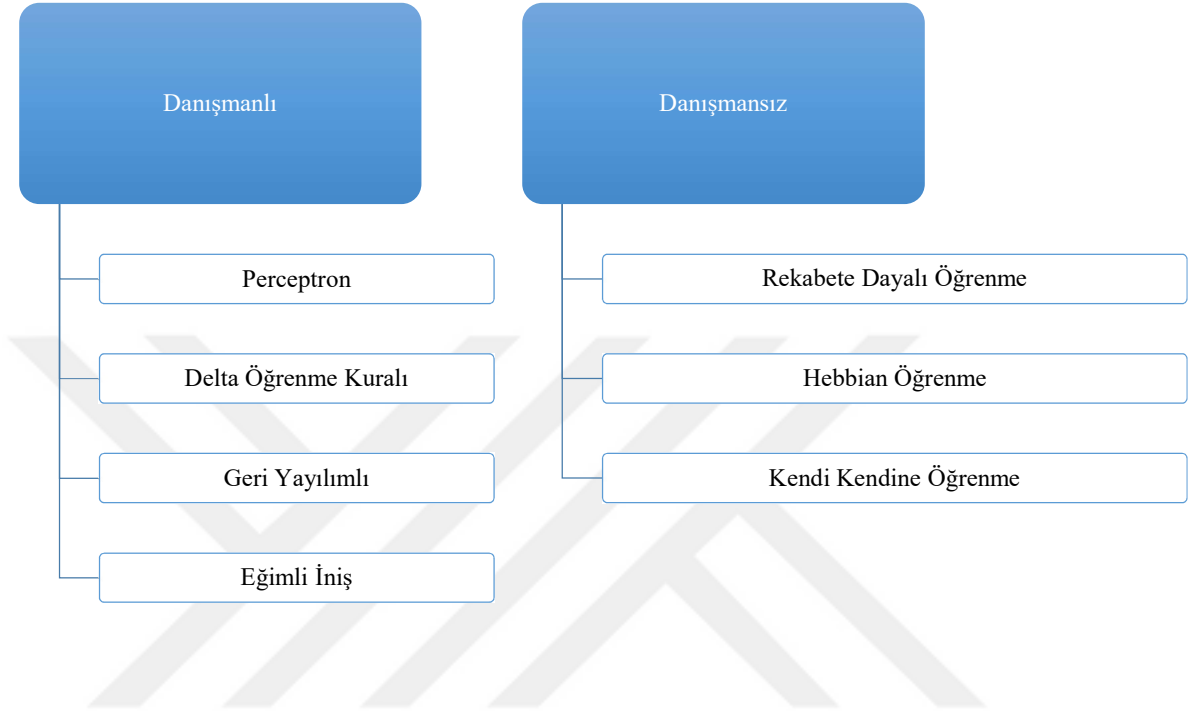 Danışmanlı
Perceptron
Delta Öğrenme Kuralı
Geri Yayılımlı
Eğimli İniş
Danışmansız
Rekabete Dayalı Öğrenme
Hebbian Öğrenme
Kendi Kendine Öğrenme